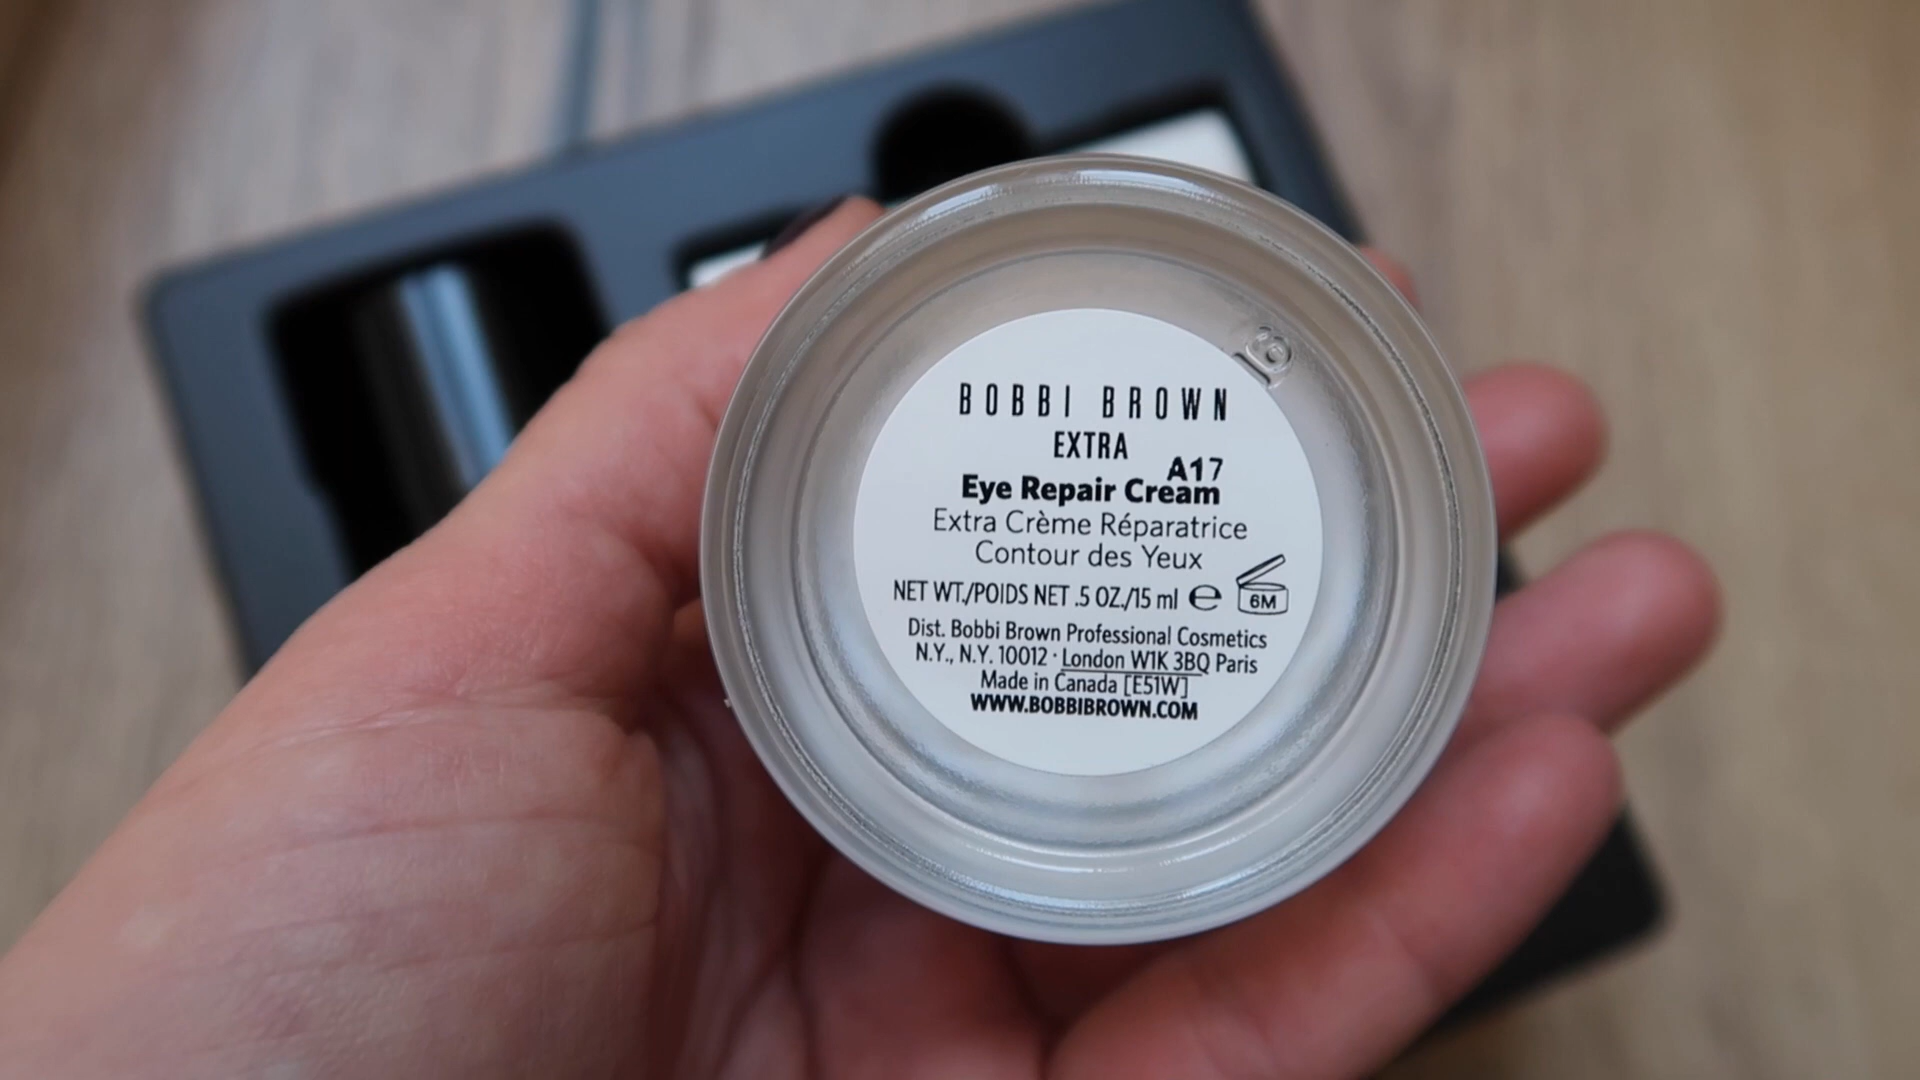 BOBBI BROWN
EXTRA
A17
Eye Repair Cream
Extra Crème Réparatrice
Contour des Yeux
NET WT./POIDS NET .5 OZ./15 ml ℮
6M
Dist. Bobbi Brown Professional Cosmetics
N.Y., N.Y. 10012 · London W1K 3BQ Paris
Made in Canada [E51W]
WWW.BOBBIBROWN.COM